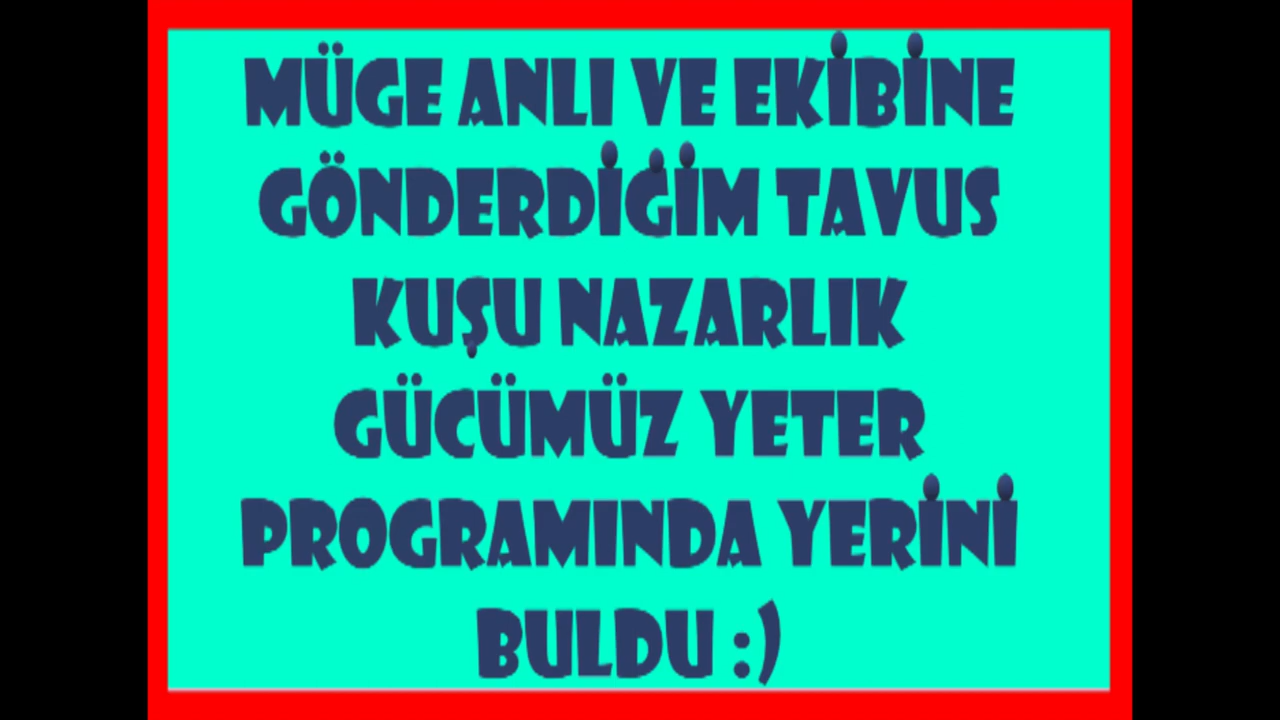 MÜGE ANLI VE EKİBİNE
GÖNDERDİĞİM TAVUS
KUŞU NAZARLIK
GÜCÜMÜZ YETER
PROGRAMINDA YERİNİ
BULDU :)